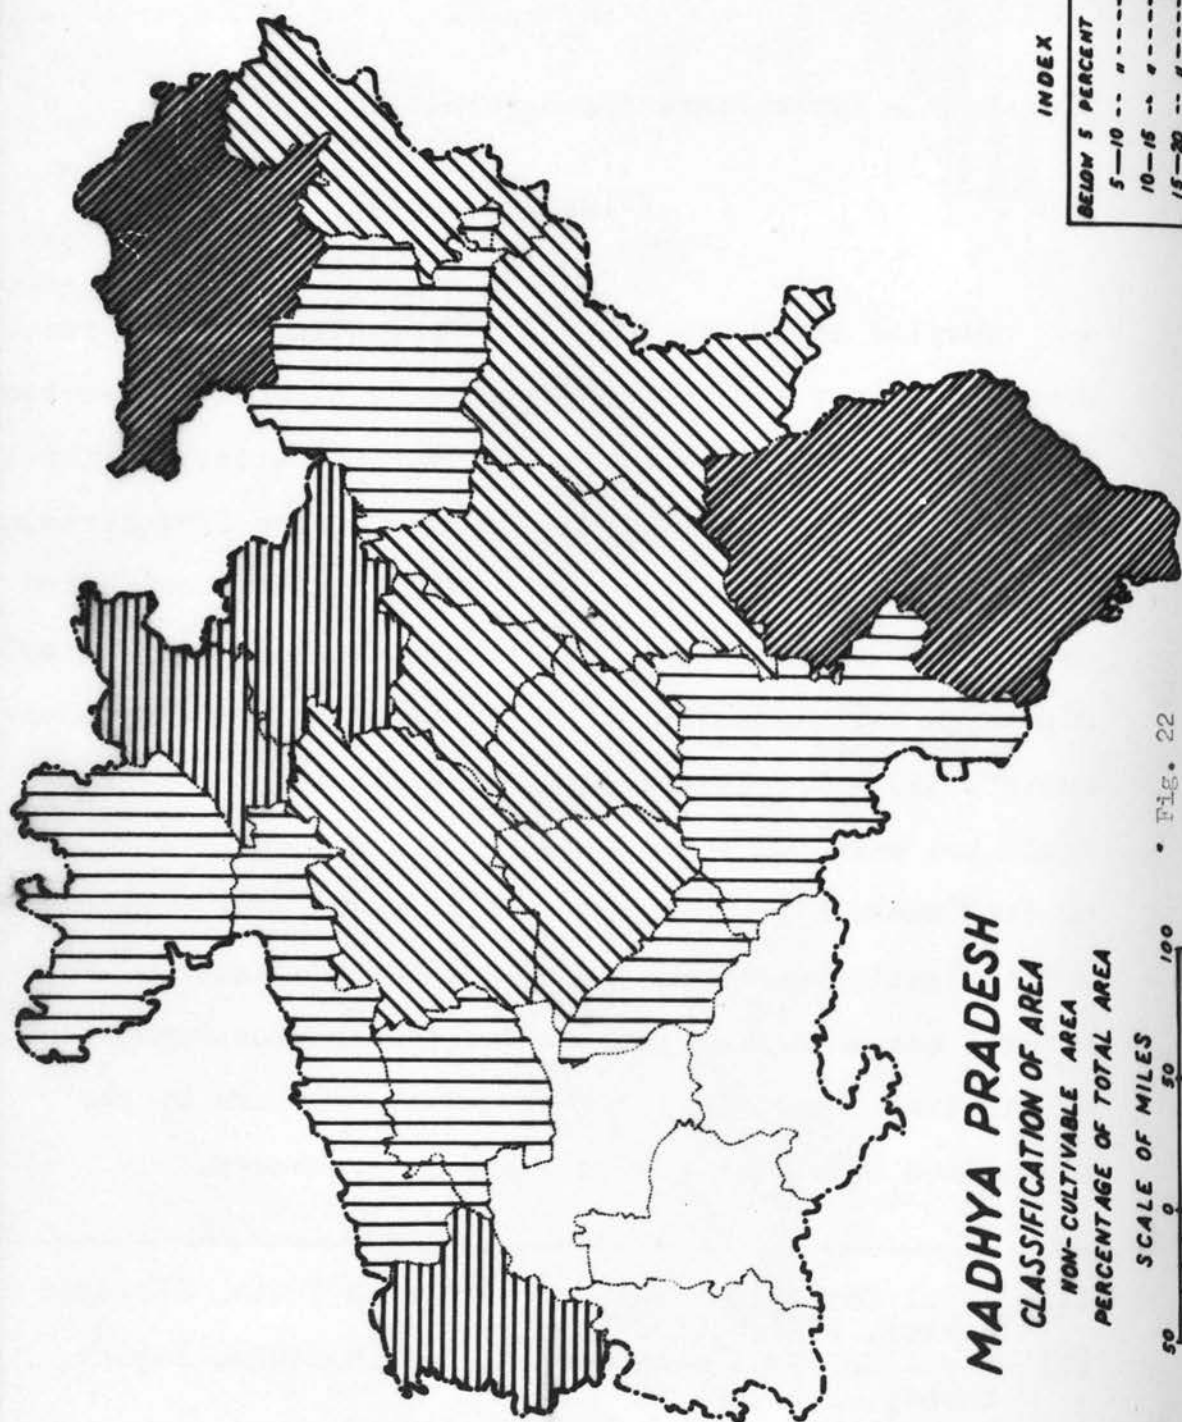 INDEX
BELOW 5 PERCENT ----
5—10 -- " -----
10—15 -- " ----
15—20 -- " ----
MADHYA PRADESH
CLASSIFICATION OF AREA
NON-CULTIVABLE AREA
PERCENTAGE OF TOTAL AREA
SCALE OF MILES
50 0 50 100
Fig. 22